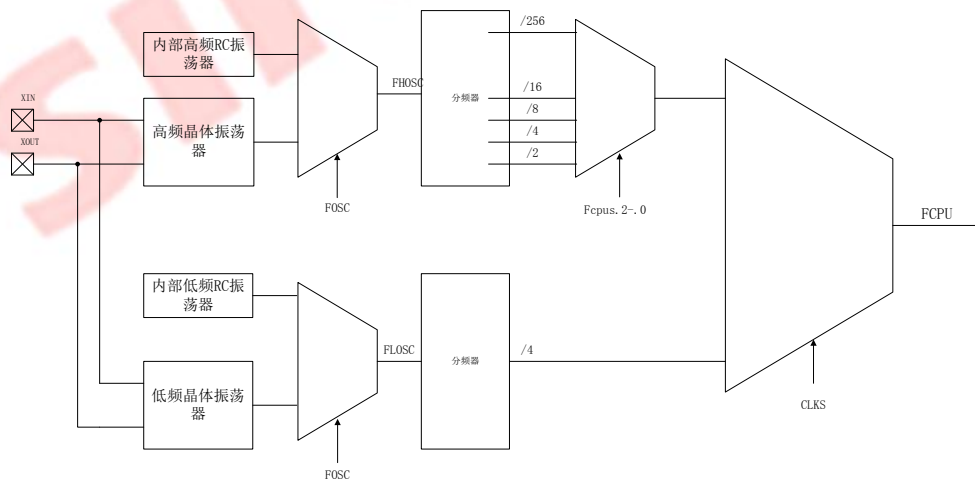 内部高频RC振
荡器
XIN
XOUT
高频晶体振荡
器
FOSC
FHOSC
分频器
/256
/16
/8
/4
/2
Fcpus.2-.0
FCPU
内部低频RC振
荡器
低频晶体振荡
器
FOSC
FLOSC
分频器
/4
CLKS